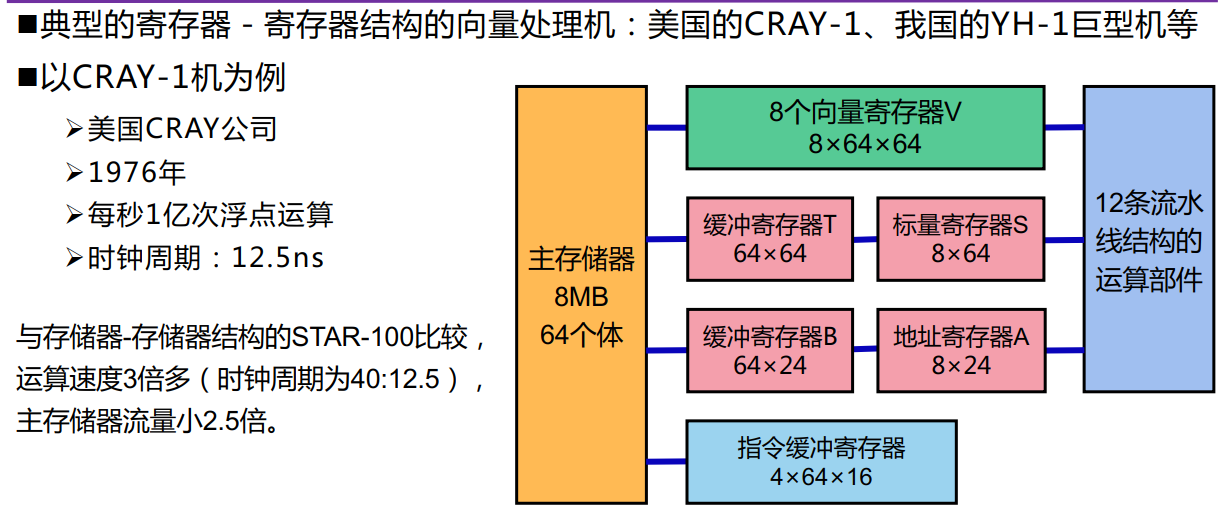 ■典型的寄存器－寄存器结构的向量处理机：美国的CRAY-1、我国的YH-1巨型机等
■以CRAY-1机为例
➢美国CRAY公司
➢1976年
➢每秒1亿次浮点运算
➢时钟周期：12.5ns
与存储器-存储器结构的STAR-100比较，
运算速度3倍多（时钟周期为40:12.5），
主存储器流量小2.5倍。
主存储器
8MB
64个体
8个向量寄存器V
8×64×64
缓冲寄存器T
64×64
标量寄存器S
8×64
缓冲寄存器B
64×24
地址寄存器A
8×24
指令缓冲寄存器
4×64×16
12条流水
线结构的
运算部件